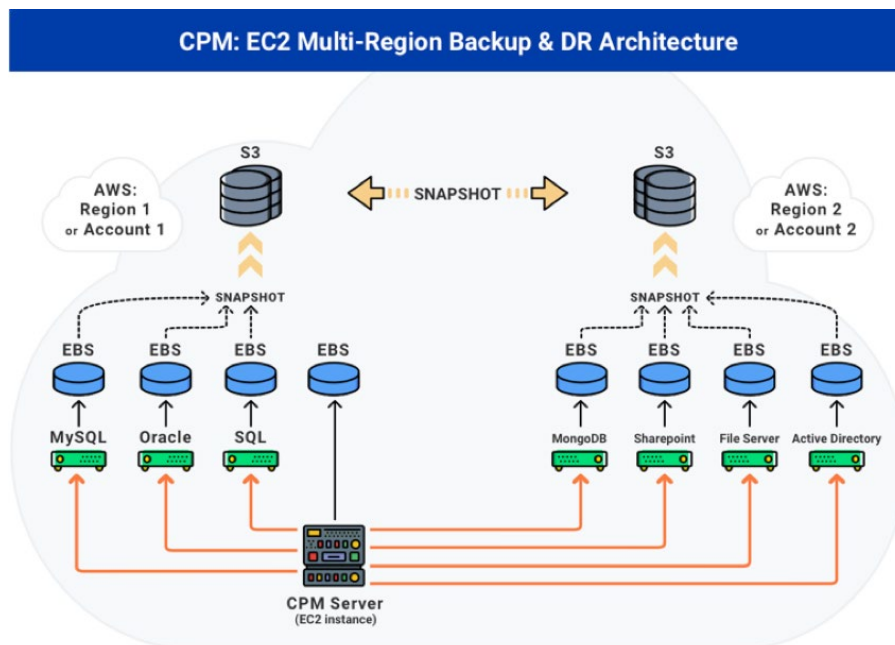 CPM: EC2 Multi-Region Backup & DR Architecture
S3
S3
AWS:
Region 1
or Account 1
SNAPSHOT
AWS:
Region 2
or Account 2
SNAPSHOT
SNAPSHOT
EBS
EBS
EBS
EBS
EBS
EBS
EBS
EBS
MySQL
Oracle
SQL
MongoDB
Sharepoint
File Server
Active Directory
CPM Server
(EC2 instance)